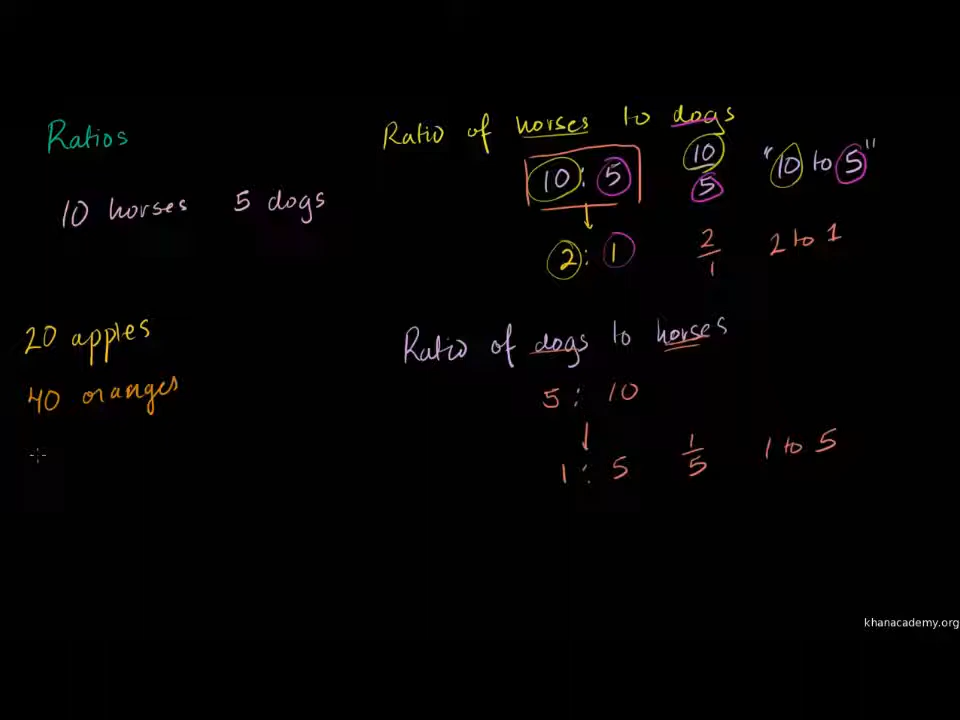 Ratios
10 horses 5 dogs
20 apples
40 oranges
Ratio of horses to dogs
10 : 5 10/5 "10 to 5"
2 : 1 2/1 2 to 1
Ratio of dogs to horses
5 : 10
1 : 5 1/5 1 to 5
khanacademy.org